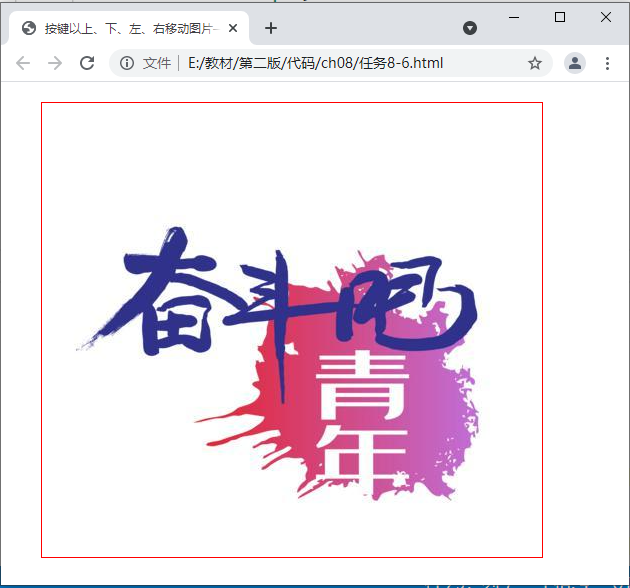 按键以上、下、左、右移动图片-
文件 E:/教材/第二版/代码/ch08/任务8-6.html
奋斗吧
青
年